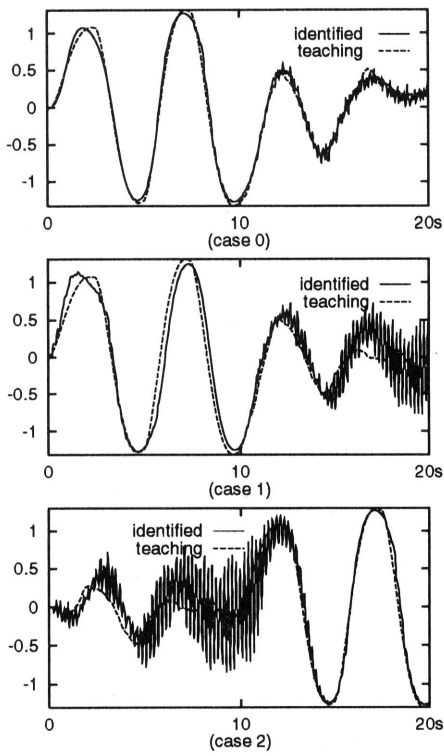 1
0.5
0
-0.5
-1
identified
teaching
0
10
20s
(case 0)
1
0.5
0
-0.5
-1
identified
teaching
0
10
20s
(case 1)
1
0.5
0
-0.5
-1
identified
teaching
0
10
20s
(case 2)